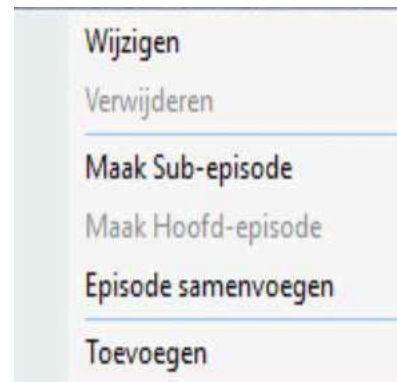 Wijzigen
Verwijderen
Maak Sub-episode
Maak Hoofd-episode
Episode samenvoegen
Toevoegen